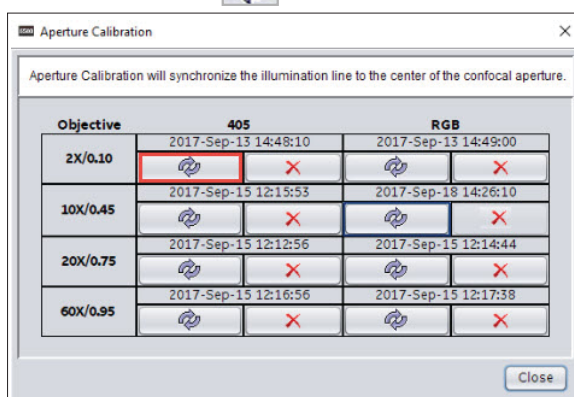 Aperture Calibration
Aperture Calibration will synchronize the illumination line to the center of the confocal aperture.
Objective 405 RGB
2X/0.10 2017-Sep-13 14:48:10 2017-Sep-13 14:49:00
10X/0.45 2017-Sep-15 12:15:53 2017-Sep-18 14:26:10
20X/0.75 2017-Sep-15 12:12:56 2017-Sep-15 12:14:44
60X/0.95 2017-Sep-15 12:16:56 2017-Sep-15 12:17:38
Close